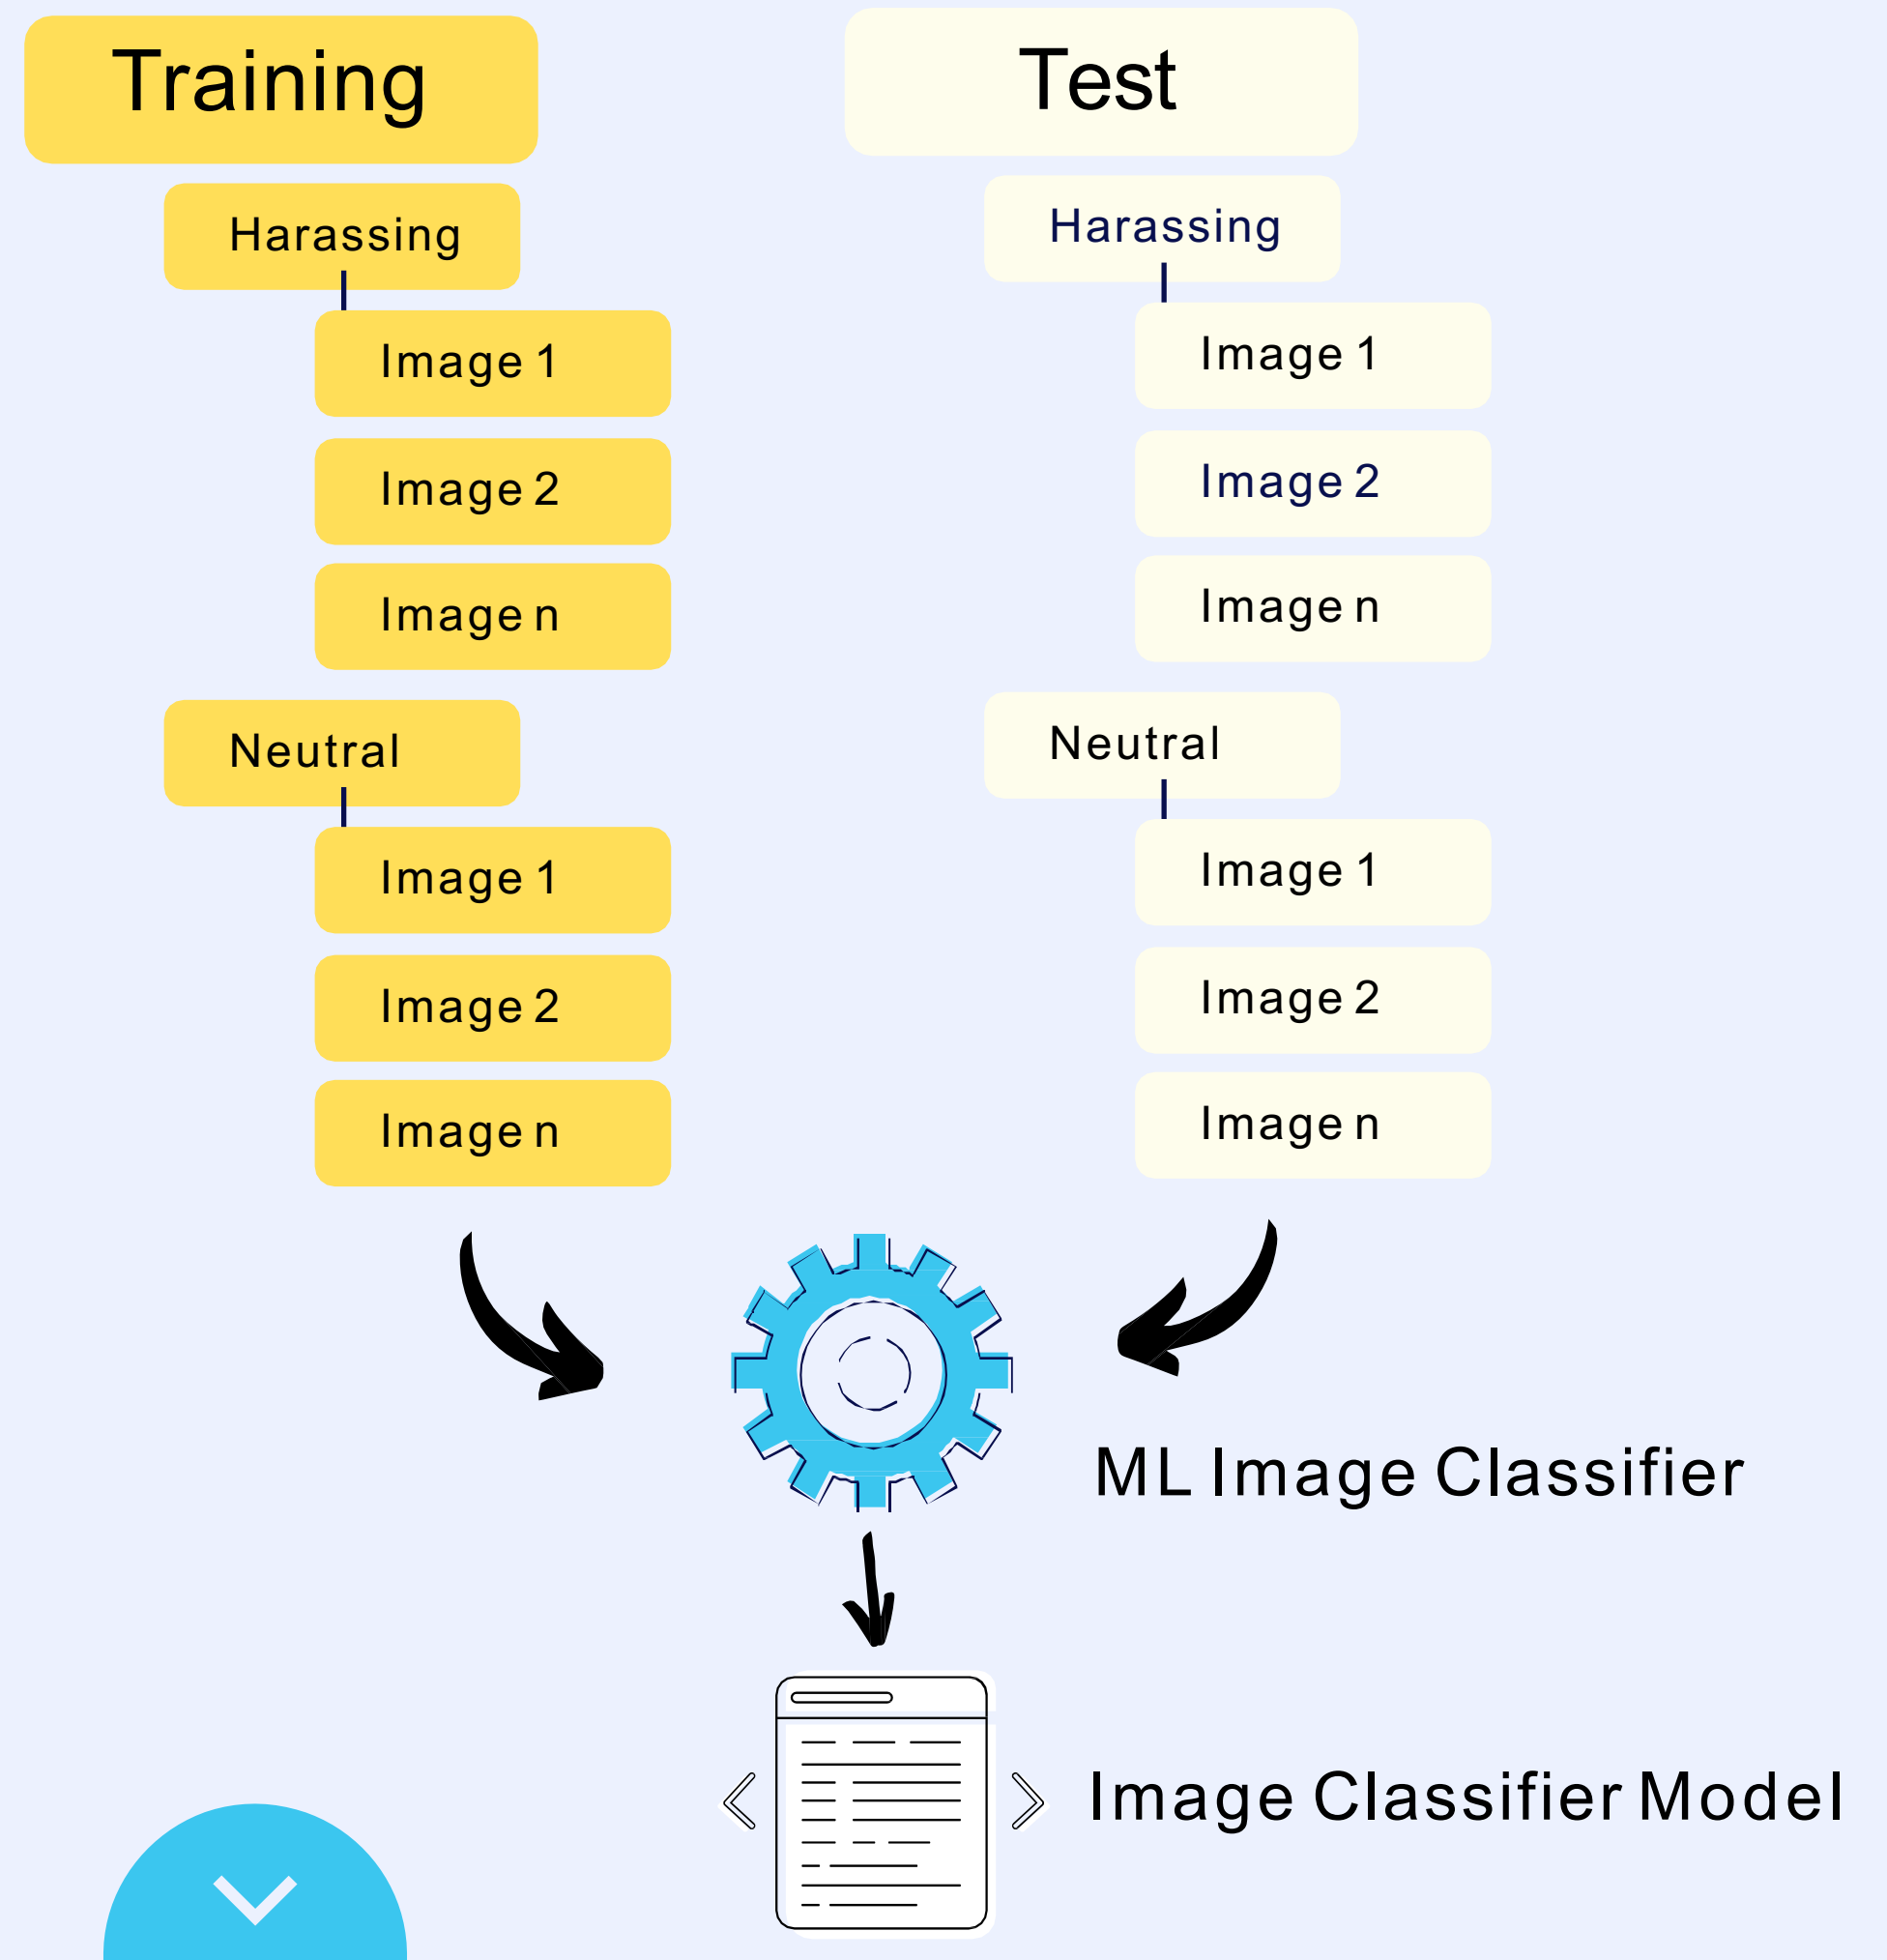 Training
Harassing
Image 1
Image 2
Image n
Neutral
Image 1
Image 2
Image n
Test
Harassing
Image 1
Image 2
Image n
Neutral
Image 1
Image 2
Image n
ML Image Classifier
Image Classifier Model